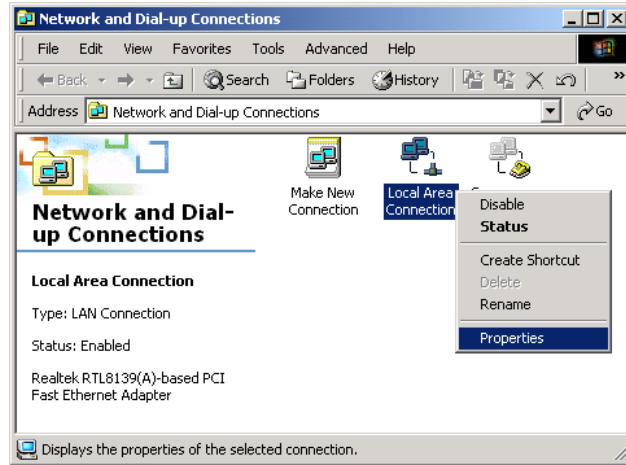 Network and Dial-up Connections
File Edit View Favorites Tools Advanced Help
Back Search Folders History »
Address Network and Dial-up Connections Go
Make New Connection
Local Area Connection
Network and Dial-up Connections
Local Area Connection
Type: LAN Connection
Status: Enabled
Realtek RTL8139(A)-based PCI
Fast Ethernet Adapter
Disable
Status
Create Shortcut
Delete
Rename
Properties
Displays the properties of the selected connection.